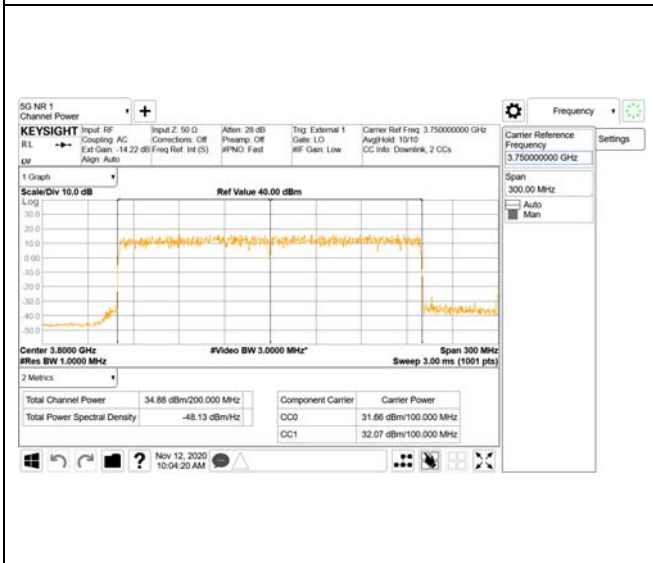 5G NR 1
Channel Power
Frequency
KEYSIGHT
RL
Input: RF
Coupling: AC
Ext Gain: -14.22 dB
Align: Auto
Input Z: 50 Ω
Corrections: Off
Freq Ref: Int (S)
Atten: 28 dB
Preamp: Off
#PNO: Fast
Trig: External 1
Gate: LO
#IF Gain: Low
Carrier Ref Freq: 3.750000000 GHz
Avg|Hold: 10/10
CC Info: Downlink, 2 CCs
Carrier Reference
Frequency
3.750000000 GHz
Settings
Span
300.00 MHz
Auto
Man
1 Graph
Scale/Div 10.0 dB
Ref Value 40.00 dBm
Log
30.0
20.0
10.0
0.00
-10.0
-20.0
-30.0
-40.0
-50.0
Center 3.8000 GHz
#Video BW 3.0000 MHz*
Span 300 MHz
#Res BW 1.0000 MHz
Sweep 3.00 ms (1001 pts)
2 Metrics
Total Channel Power 34.88 dBm/200.000 MHz
Total Power Spectral Density -48.13 dBm/Hz
Component Carrier Carrier Power
CC0 31.66 dBm/100.000 MHz
CC1 32.07 dBm/100.000 MHz
?
Nov 12, 2020
10:04:20 AM